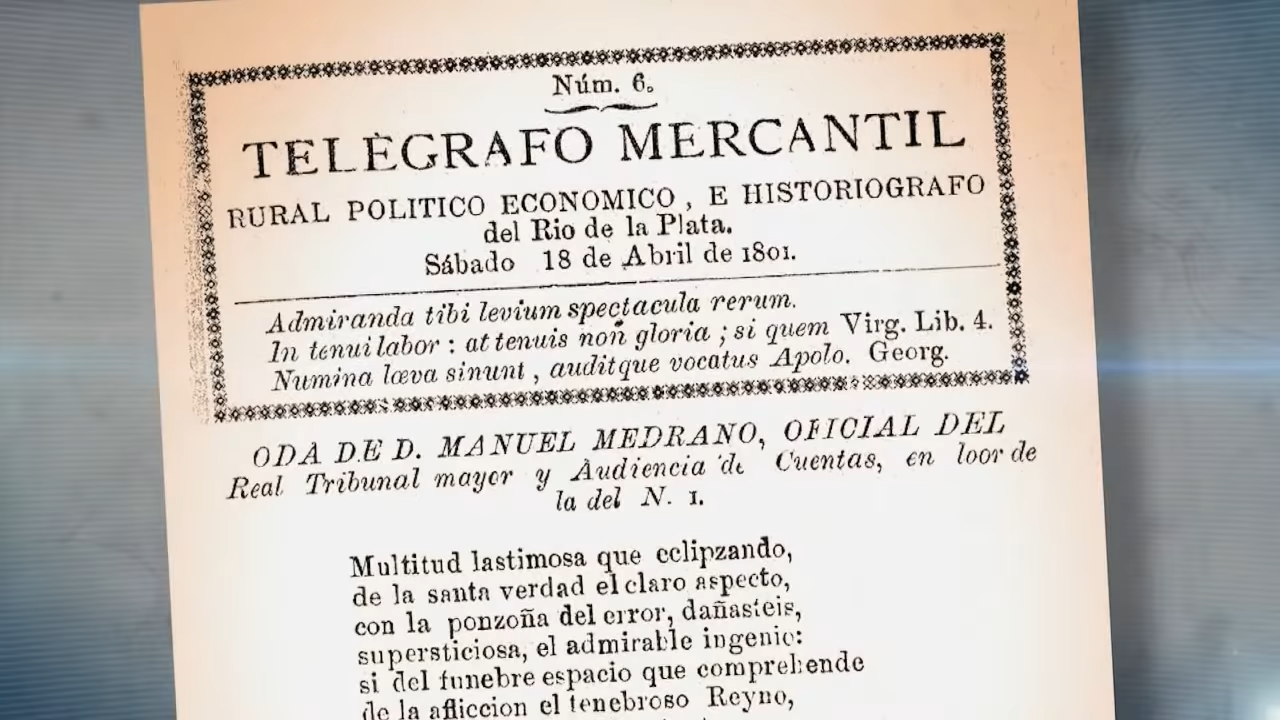 Núm. 6.
TELÈGRAFO MERCANTIL
RURAL POLITICO ECONOMICO , E HISTORIOGRAFO
del Rio de la Plata.
Sábado 18 de Abril de 1801.
Admiranda tibi levium spectacula rerum.
In tenui labor : at tenuis non gloria ; si quem Virg. Lib. 4.
Numina lœva sinunt , auditque vocatus Apolo. Georg.
ODA DE D. MANUEL MEDRANO, OFICIAL DEL
Real Tribunal mayor y Audiencia de Cuentas, en loor de
la del N. 1.
Multitud lastimosa que eclipzando,
de la santa verdad el claro aspecto,
con la ponzoña del error, dañasteis,
supersticiosa, el admirable ingenio:
si del funebre espacio que comprehende
de la afliccion el tenebroso Reyno,